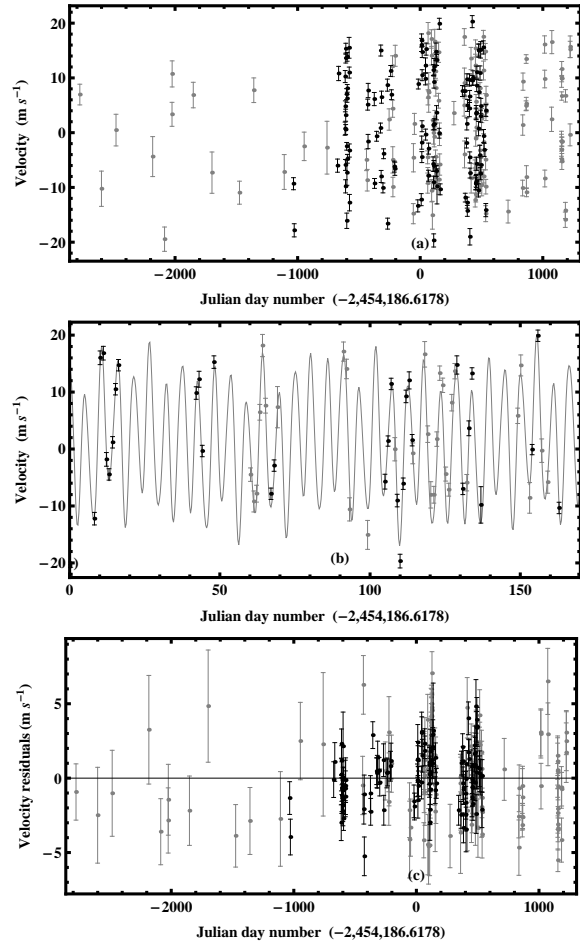 20
10
0
−10
−20
Velocity (m s⁻¹)
(a)
−2000 −1000 0 1000
Julian day number (−2,454,186.6178)
20
10
0
−10
−20
Velocity (m s⁻¹)
)
(b)
0 50 100 150
Julian day number (−2,454,186.6178)
5
0
−5
Velocity residuals (m s⁻¹)
(c)
−2000 −1000 0 1000
Julian day number (−2,454,186.6178)